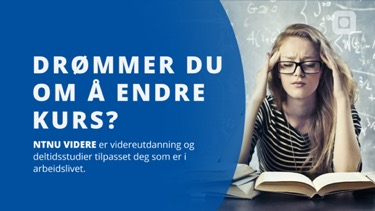 DRØMMER DU
OM Å ENDRE
KURS?
NTNU VIDERE er videreutdanning og
deltidsstudier tilpasset deg som er i
arbeidslivet.